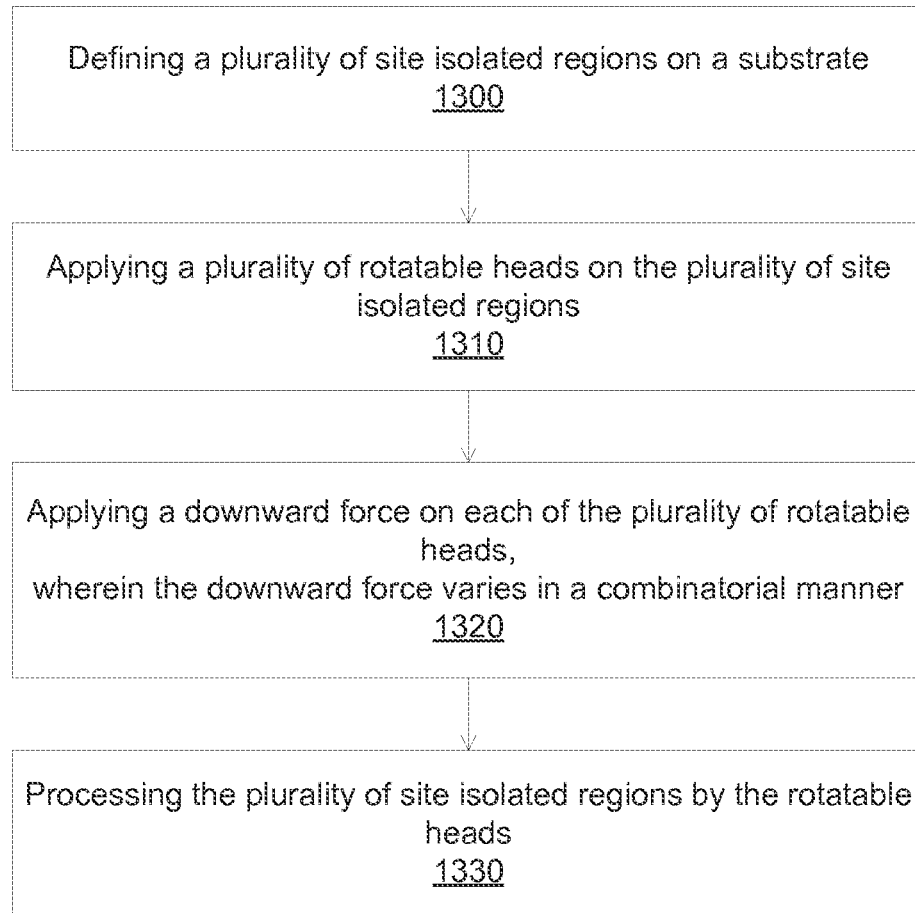 Defining a plurality of site isolated regions on a substrate
1300
Applying a plurality of rotatable heads on the plurality of site
isolated regions
1310
Applying a downward force on each of the plurality of rotatable
heads,
wherein the downward force varies in a combinatorial manner
1320
Processing the plurality of site isolated regions by the rotatable
heads
1330